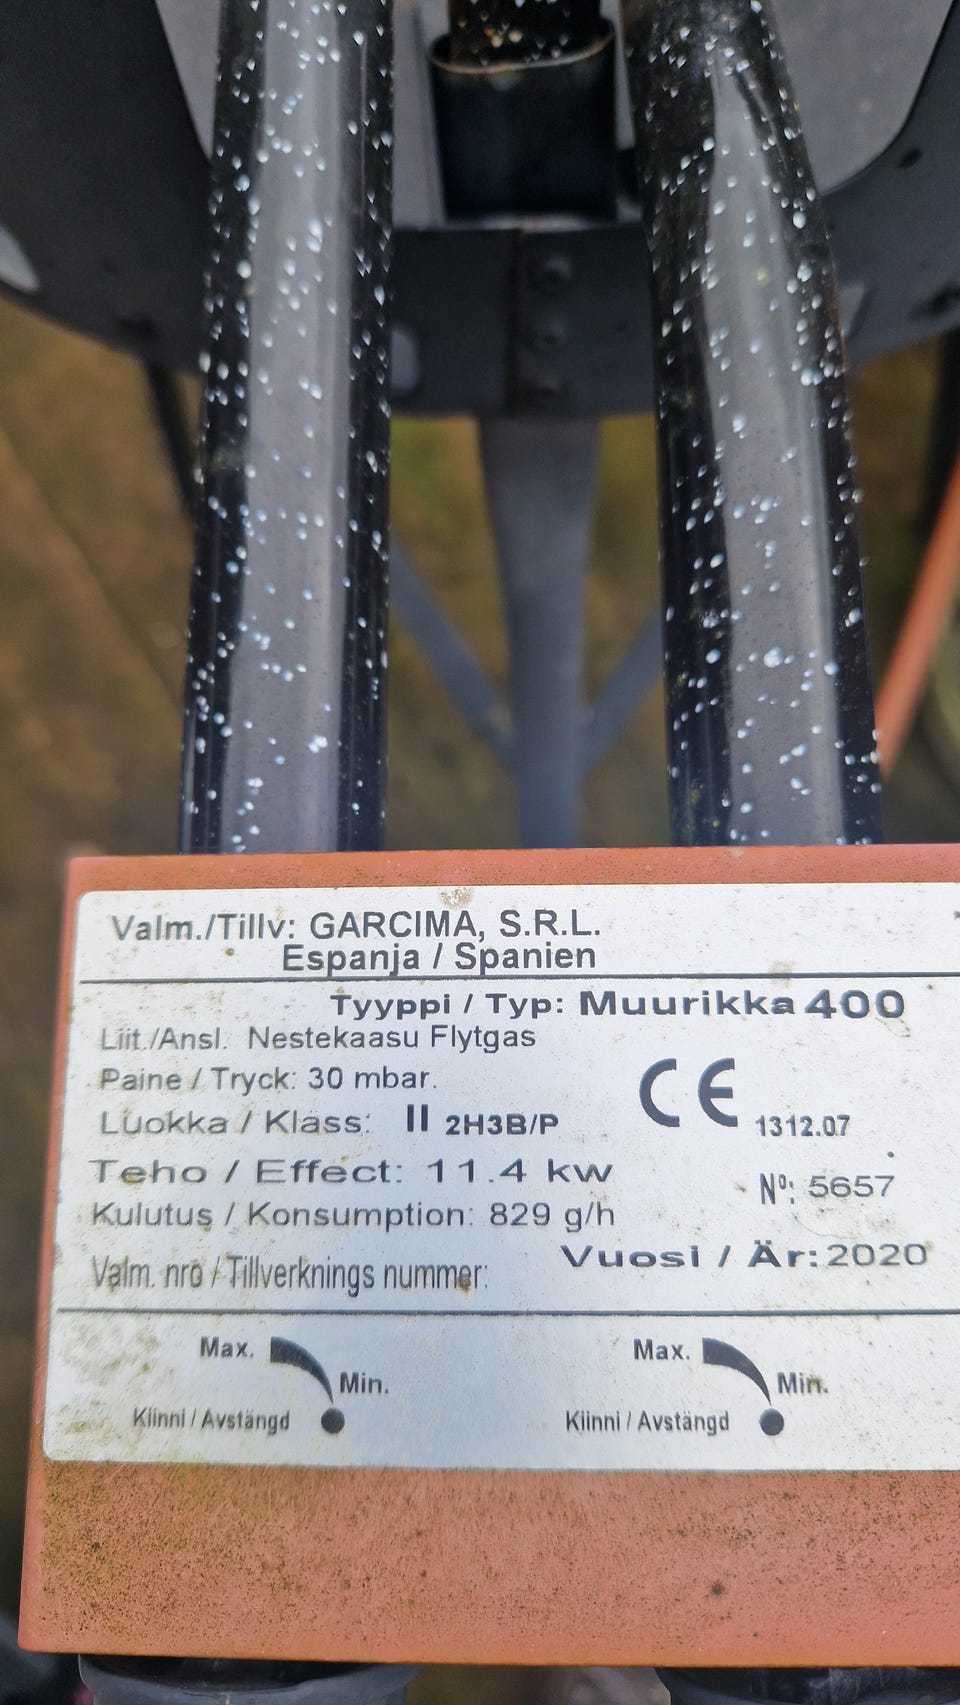 Valm./Tillv: GARCIMA, S.R.L.
Espanja / Spanien
Tyyppi / Typ: Muurikka 400
Liit./Ansl. Nestekaasu Flytgas
Paine / Tryck: 30 mbar.
Luokka / Klass: II 2H3B/P
CE 1312.07
Teho / Effect: 11.4 kw
Nº: 5657
Kulutus / Konsumption: 829 g/h
Vuosi / Är: 2020
Valm. nro / Tillverknings nummer:
Max. Min.
Kiinni / Avstängd
Max. Min.
Kiinni / Avstängd